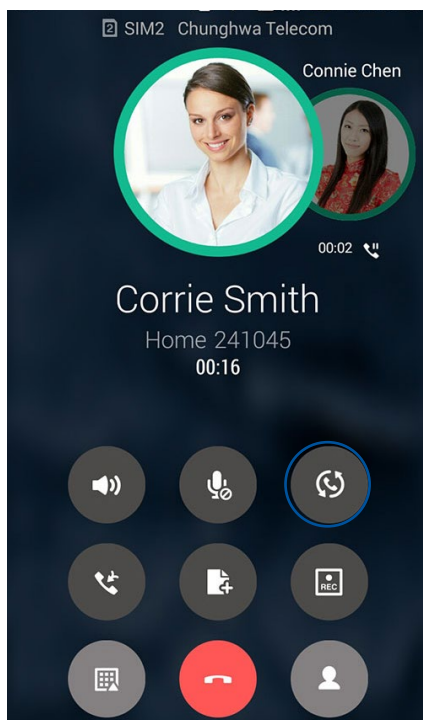 2 SIM2 Chunghwa Telecom
Connie Chen
00:02
Corrie Smith
Home 241045
00:16
REC